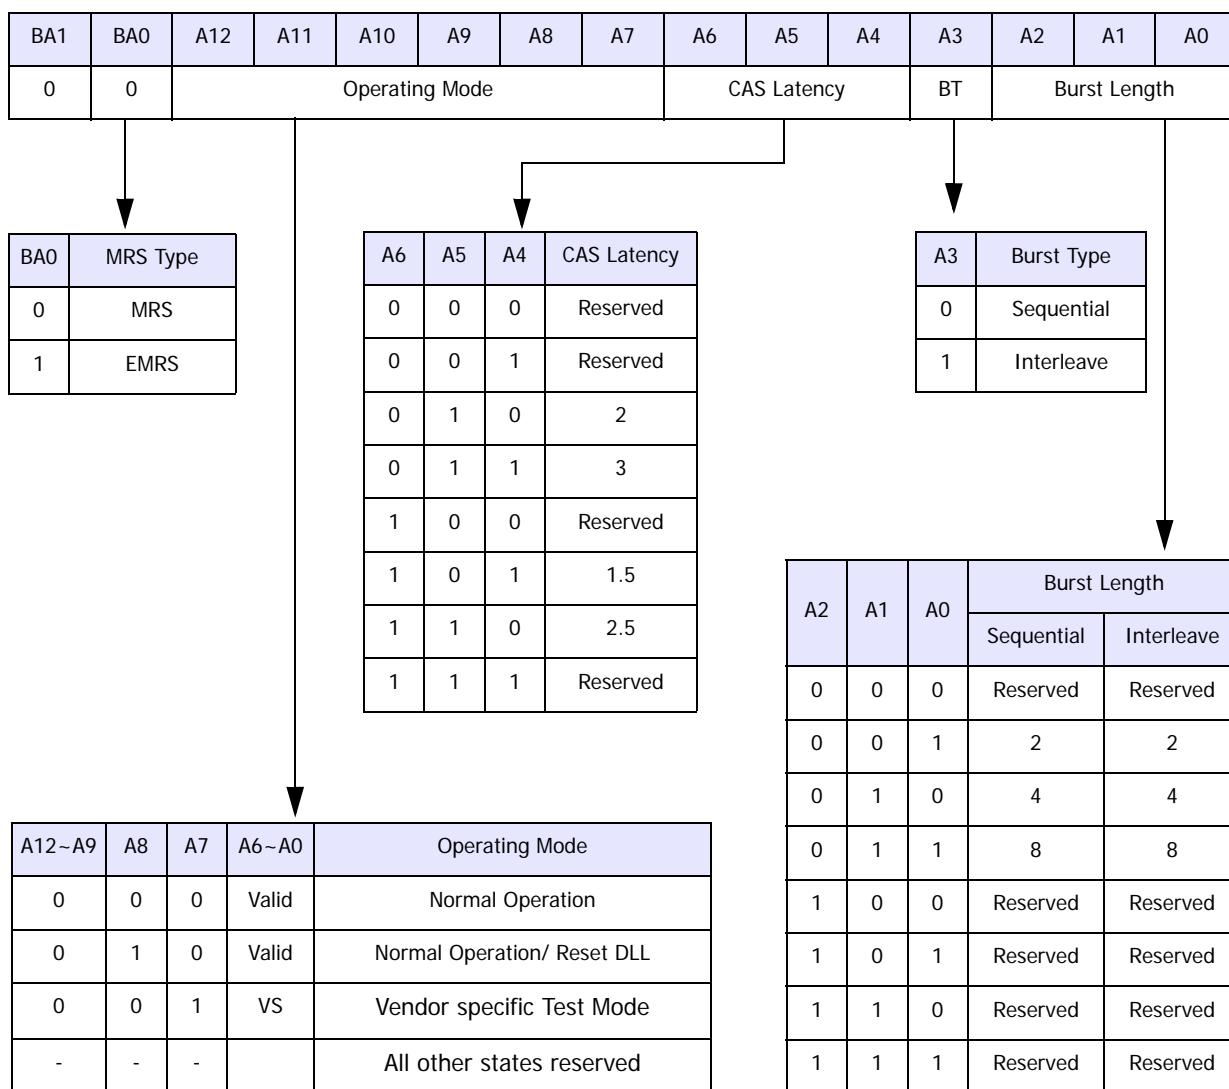 BA1 BA0 A12 A11 A10 A9 A8 A7 A6 A5 A4 A3 A2 A1 A0
0 0 Operating Mode CAS Latency BT Burst Length
BA0 MRS Type
0 MRS
1 EMRS
A6 A5 A4 CAS Latency
0 0 0 Reserved
0 0 1 Reserved
0 1 0 2
0 1 1 3
1 0 0 Reserved
1 0 1 1.5
1 1 0 2.5
1 1 1 Reserved
A3 Burst Type
0 Sequential
1 Interleave
A2 A1 A0 Burst Length
Sequential Interleave
0 0 0 Reserved Reserved
0 0 1 2 2
0 1 0 4 4
0 1 1 8 8
1 0 0 Reserved Reserved
1 0 1 Reserved Reserved
1 1 0 Reserved Reserved
1 1 1 Reserved Reserved
A12~A9 A8 A7 A6~A0 Operating Mode
0 0 0 Valid Normal Operation
0 1 0 Valid Normal Operation/ Reset DLL
0 0 1 VS Vendor specific Test Mode
- - - All other states reserved